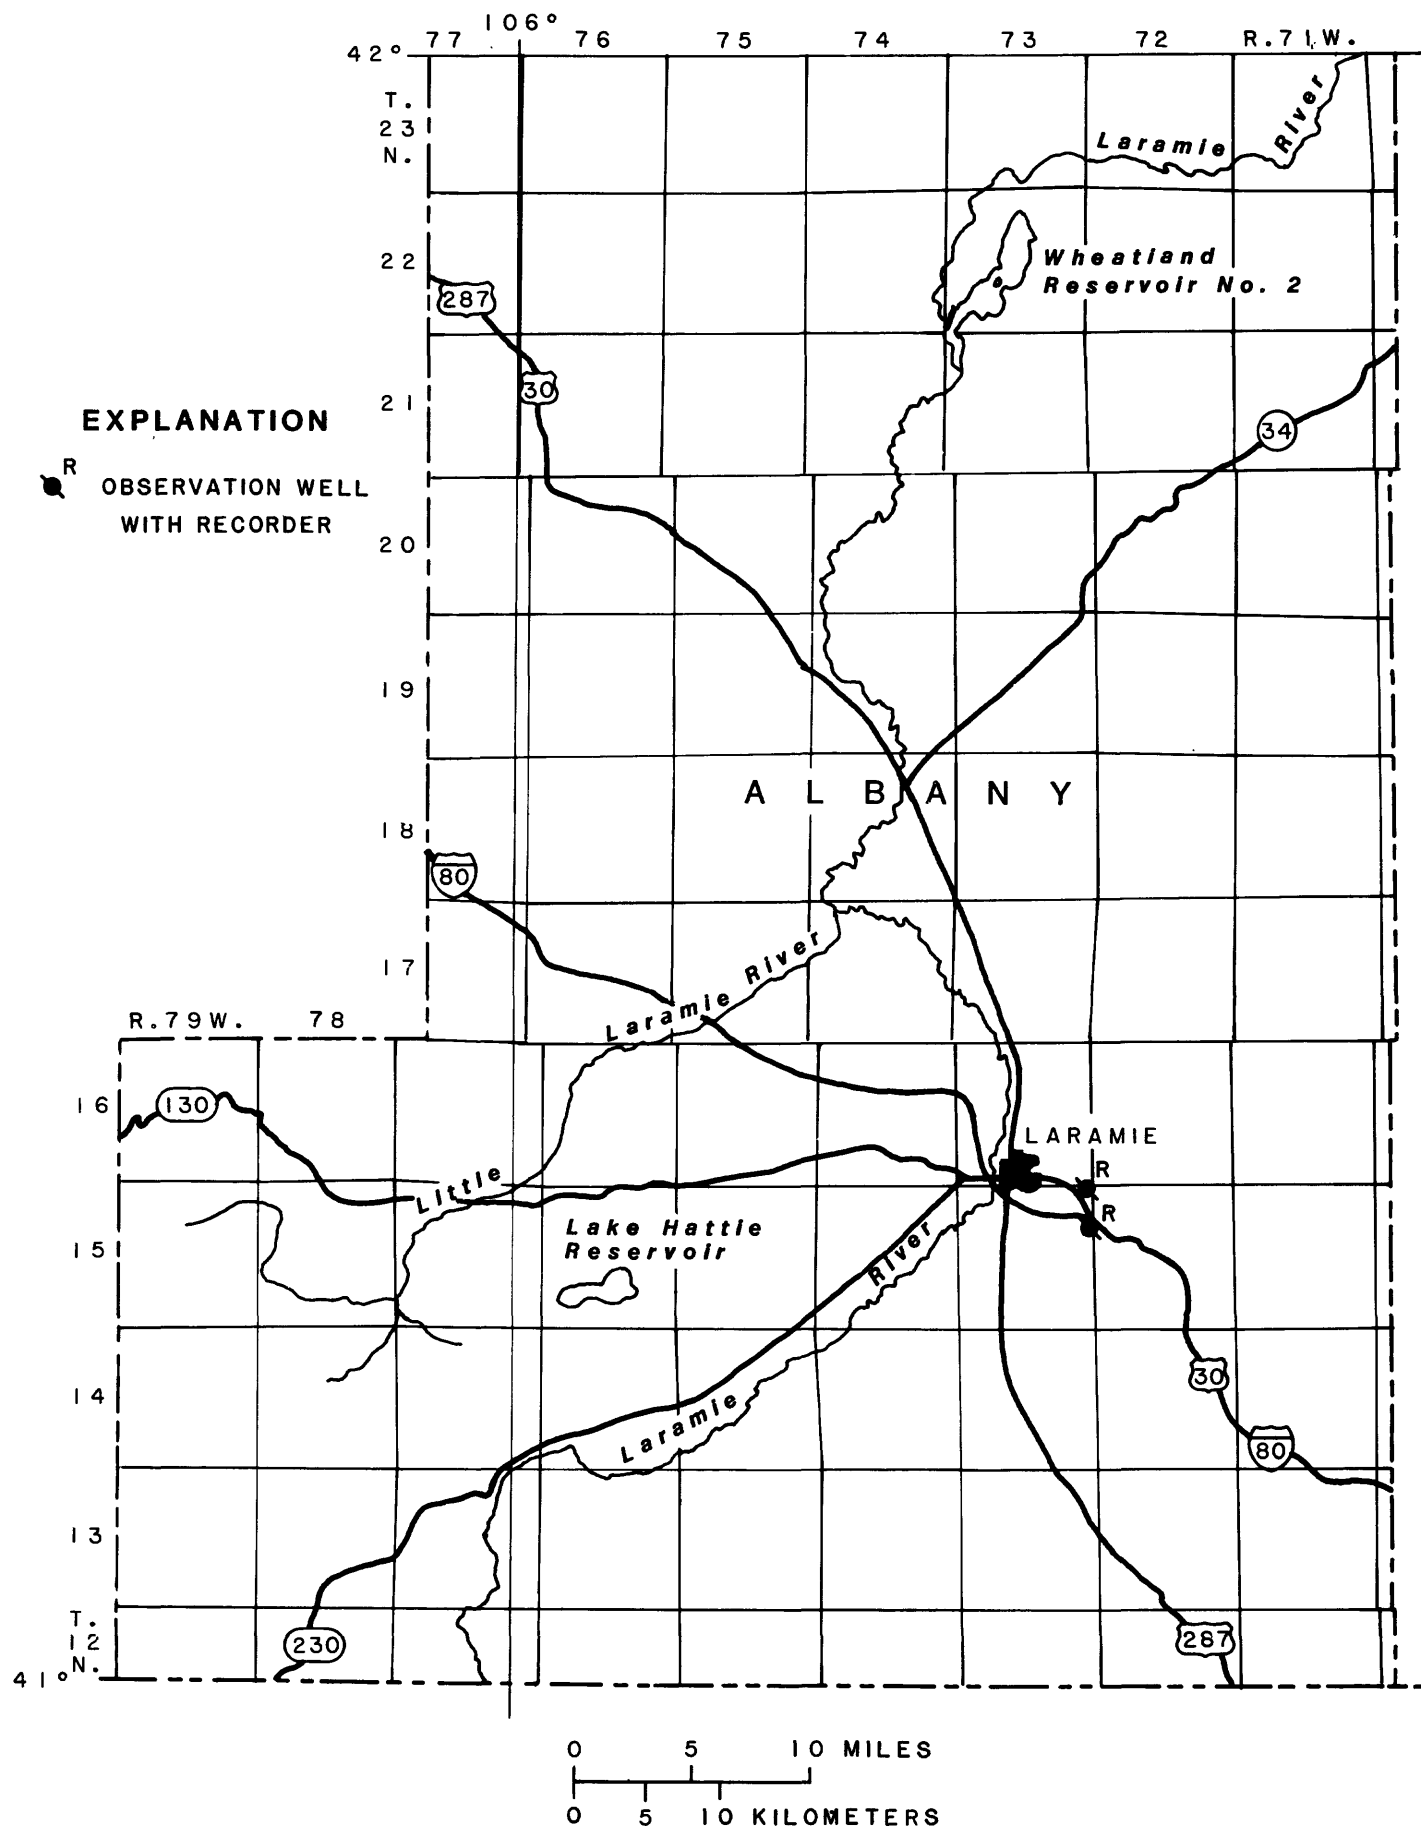 106°
42° 77 76 75 74 73 72 R.71.W.
T.
23
N.
Laramie River
22
287
Wheatland
Reservoir No. 2
30
21
34
EXPLANATION
R OBSERVATION WELL
WITH RECORDER
20
19
ALBANY
18
80
17
Laramie River
R.79W. 78
16
130
LARAMIE
R
Little
R
Lake Hattie
Reservoir
15
River
30
14
Laramie
80
13
T.
12
N.
230
287
41°
0 5 10 MILES
0 5 10 KILOMETERS